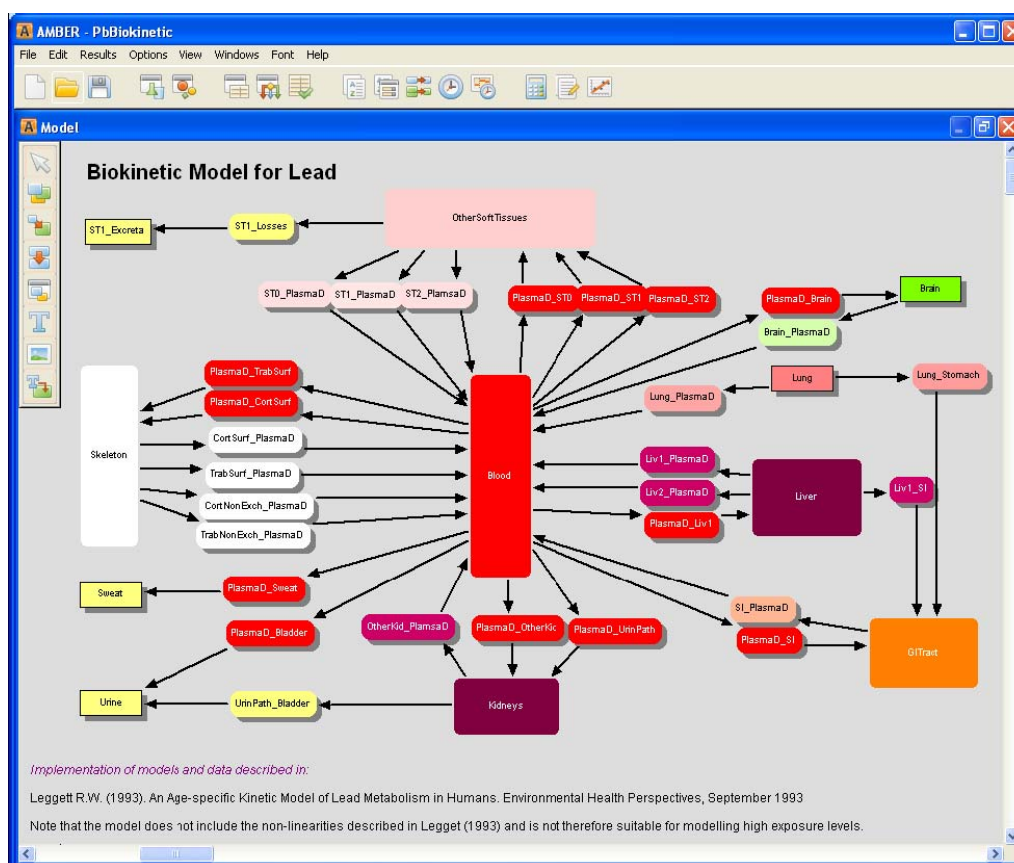 AMBER - PbBiokinetic
File Edit Results Options View Windows Font Help
Model
Biokinetic Model for Lead
OtherSoftTissues
ST1_Excreta
ST1_Losses
ST0_PlasmaD
ST1_PlasmaD
ST2_PlamsaD
PlasmaD_ST0
PlasmaD_ST1
PlasmaD_ST2
PlasmaD_Brain
Brain
Brain_PlasmaD
PlasmaD_TrabSurf
PlasmaD_CortSurf
Lung_PlasmaD
Lung
Lung_Stomach
CortSurf_PlasmaD
Skeleton
TrabSurf_PlasmaD
CortNonExch_PlasmaD
TrabNonExch_PlasmaD
Blood
Liv1_PlasmaD
Liv2_PlasmaD
PlasmaD_Liv1
Liver
Liv1_SI
Sweat
PlasmaD_Sweat
PlasmaD_Bladder
OtherKid_PlamsaD
PlasmaD_OtherKic
PlasmaD_UrinPath
SI_PlasmaD
PlasmaD_SI
GITract
Urine
UrinPath_Bladder
Kidneys
Implementation of models and data described in:
Leggett R.W. (1993). An Age-specific Kinetic Model of Lead Metabolism in Humans. Environmental Health Perspectives, September 1993
Note that the model does not include the non-linearities described in Legget (1993) and is not therefore suitable for modelling high exposure levels.